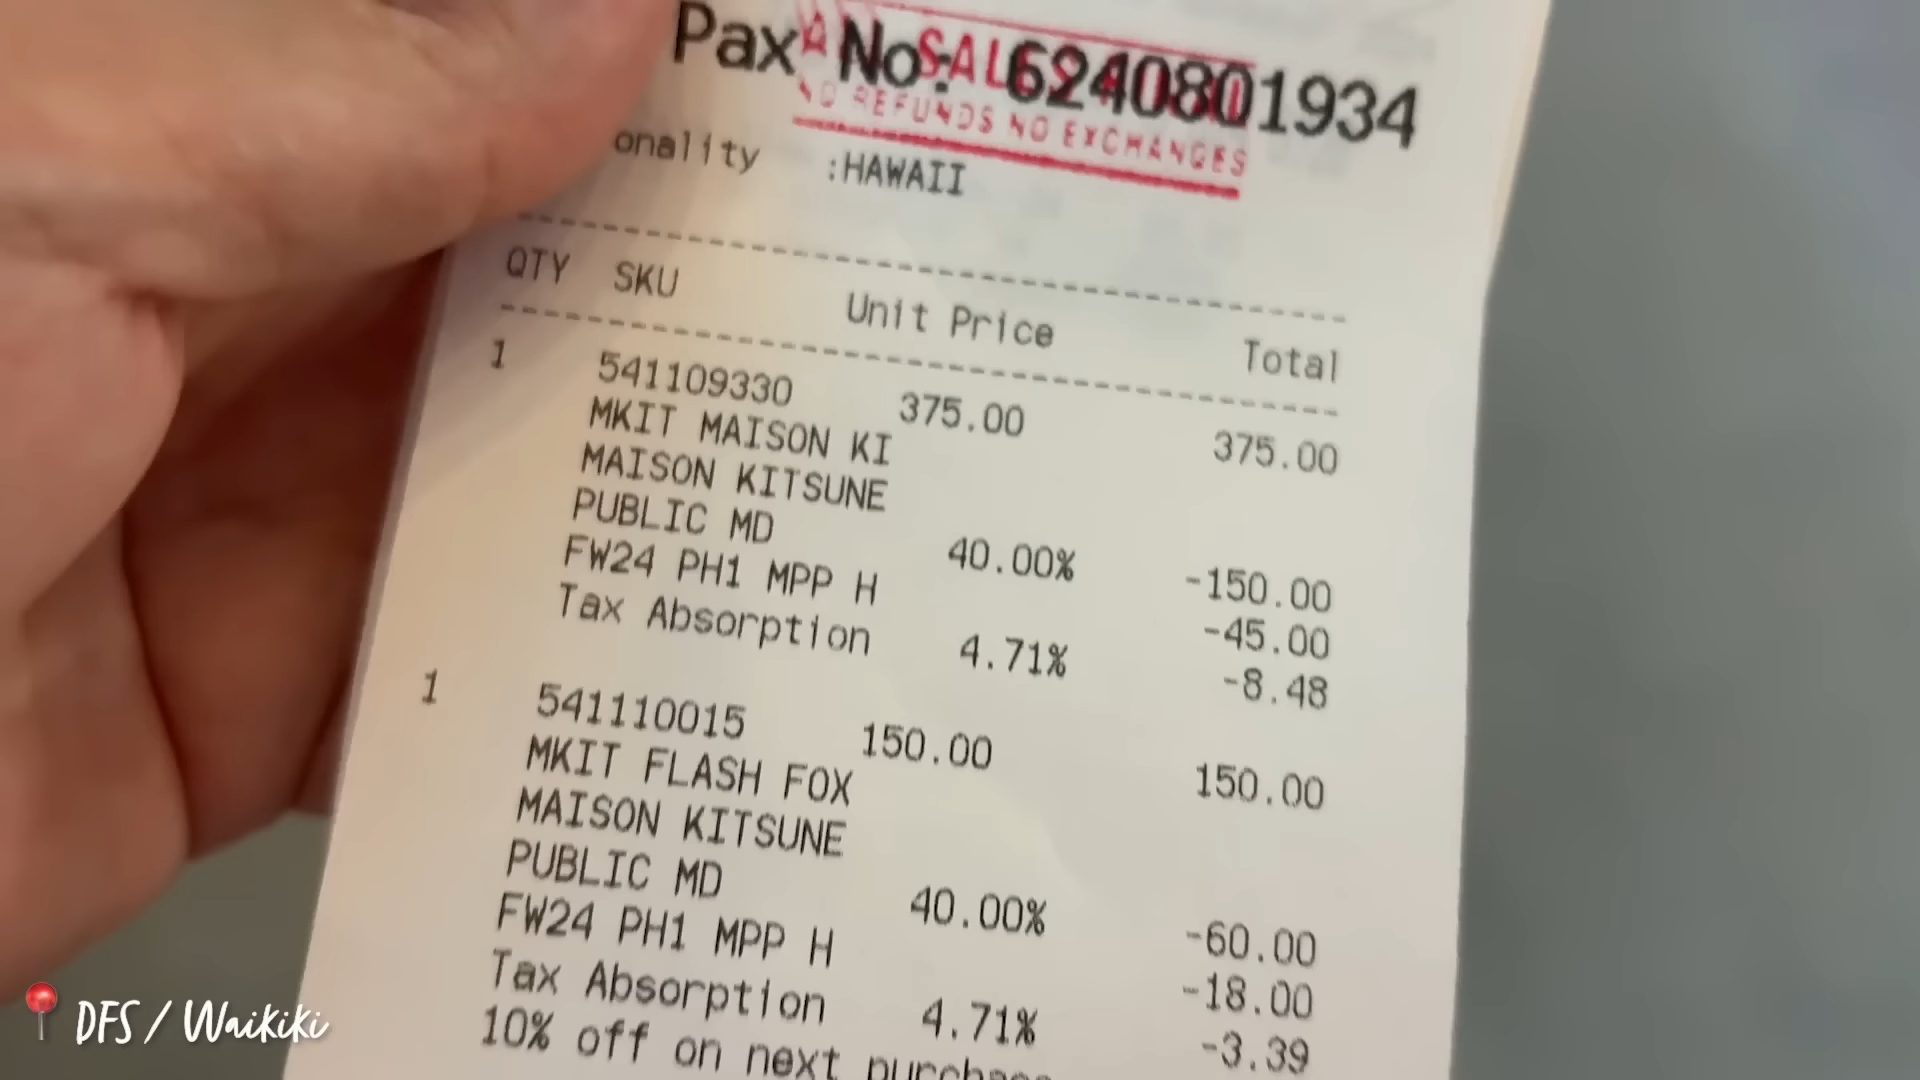 Pax No: 6240801934
SAL
NO REFUNDS NO EXCHANGES
onality :HAWAII
QTY SKU Unit Price Total
1 541109330 375.00 375.00
MKIT MAISON KI
MAISON KITSUNE
PUBLIC MD 40.00% -150.00
FW24 PH1 MPP H -45.00
Tax Absorption 4.71% -8.48
1 541110015 150.00 150.00
MKIT FLASH FOX
MAISON KITSUNE
PUBLIC MD 40.00% -60.00
FW24 PH1 MPP H -18.00
Tax Absorption 4.71% -3.39
10% off on next purchase
DFS / Waikiki